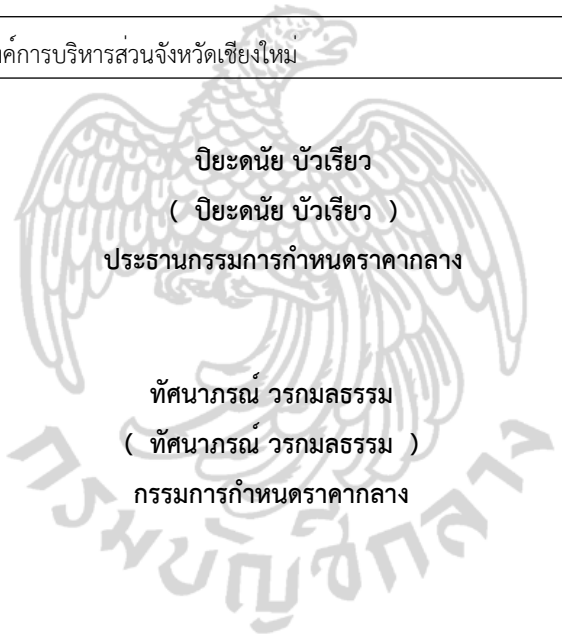 องค์การบริหารส่วนจังหวัดเชียงใหม่
ปิยะดนัย บัวเรียว
( ปิยะดนัย บัวเรียว )
ประธานกรรมการกำหนดราคากลาง
ทัศนาภรณ์ วรกมลธรรม
( ทัศนาภรณ์ วรกมลธรรม )
กรรมการกำหนดราคากลาง
กรมบัญชีกลาง